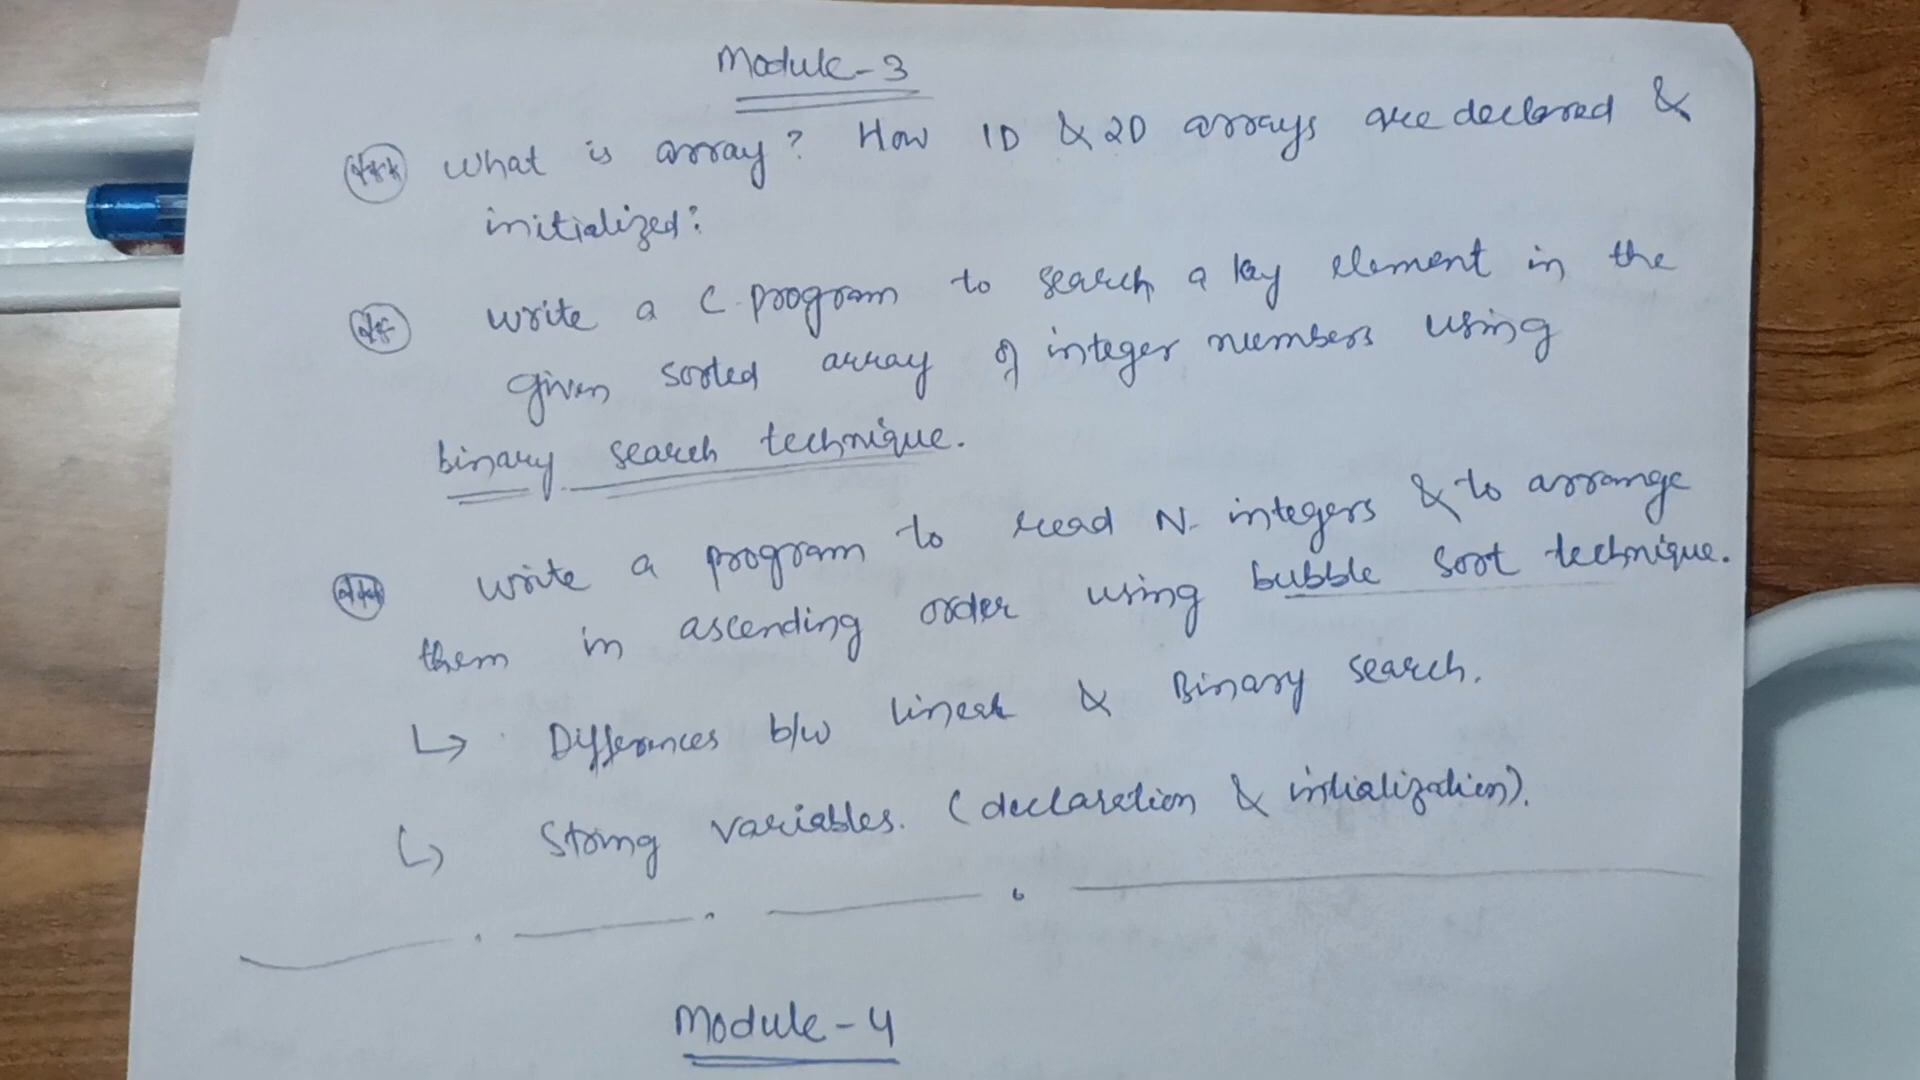 Module-3
*** What is array? How 1D & 2D arrays are declared &
initialized?
** write a C program to search a key element in the
given sorted array of integer numbers using
binary search technique.
*** write a program to read N integers & to arrange
them in ascending order using bubble sort technique.
↳ Differences b/w linear & Binary search.
↳ String variables. (declaration & initialization).
Module-4